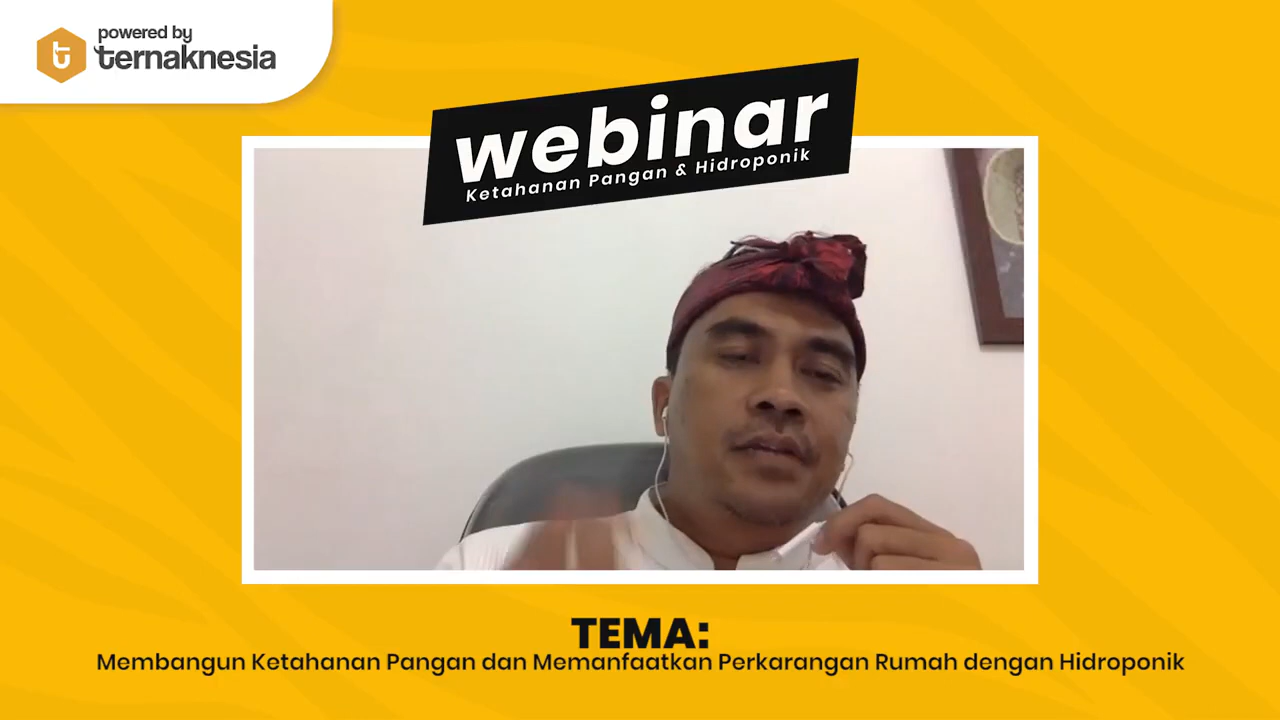 powered by
ternaknesia
webinar
Ketahanan Pangan & Hidroponik
TEMA:
Membangun Ketahanan Pangan dan Memanfaatkan Perkarangan Rumah dengan Hidroponik